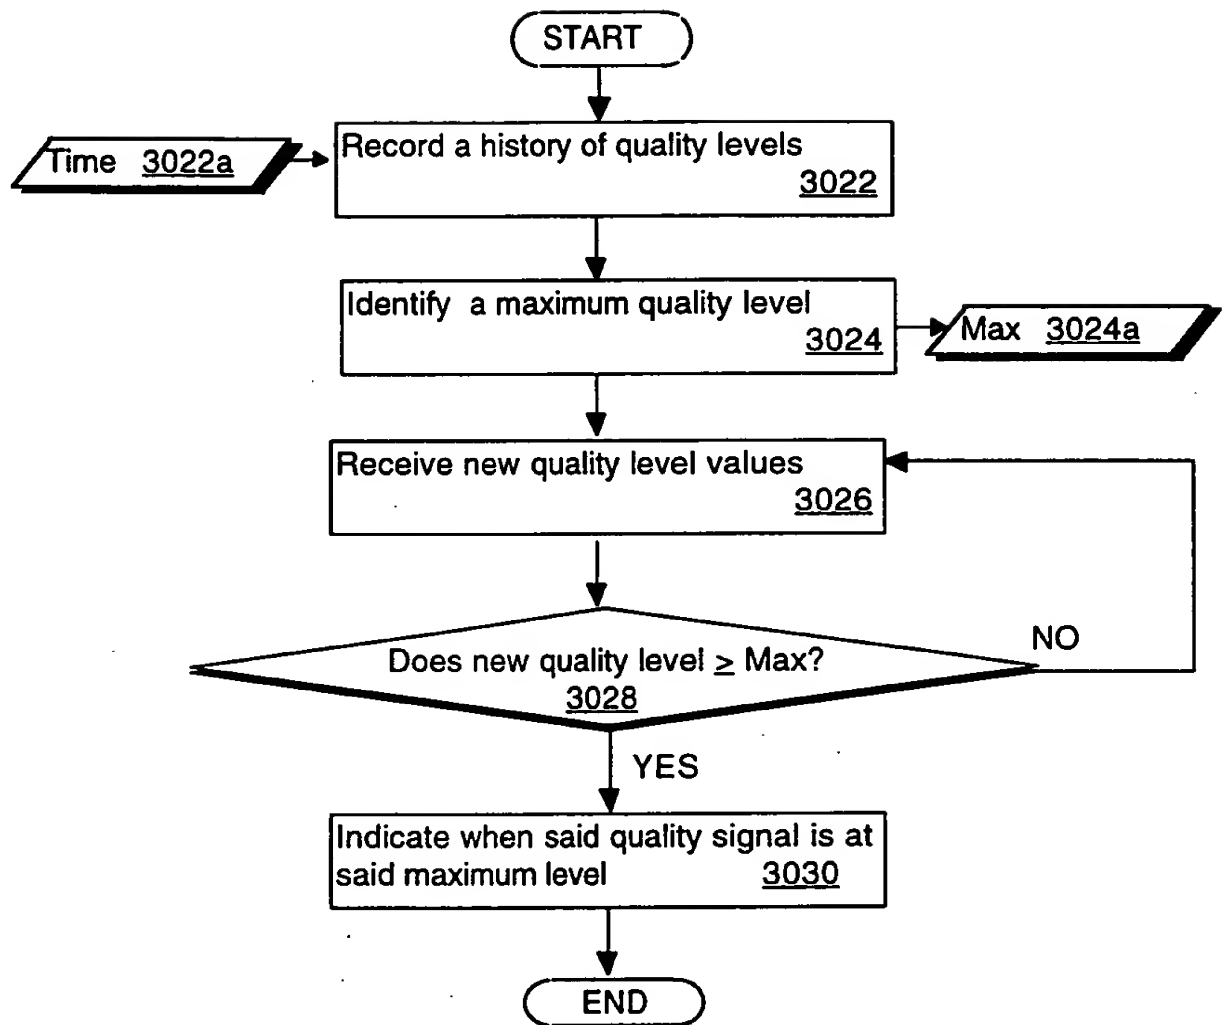 START
Time 3022a
Record a history of quality levels
3022
Identify a maximum quality level
3024
Max 3024a
Receive new quality level values
3026
NO
Does new quality level ≥ Max?
3028
YES
Indicate when said quality signal is at
said maximum level 3030
END